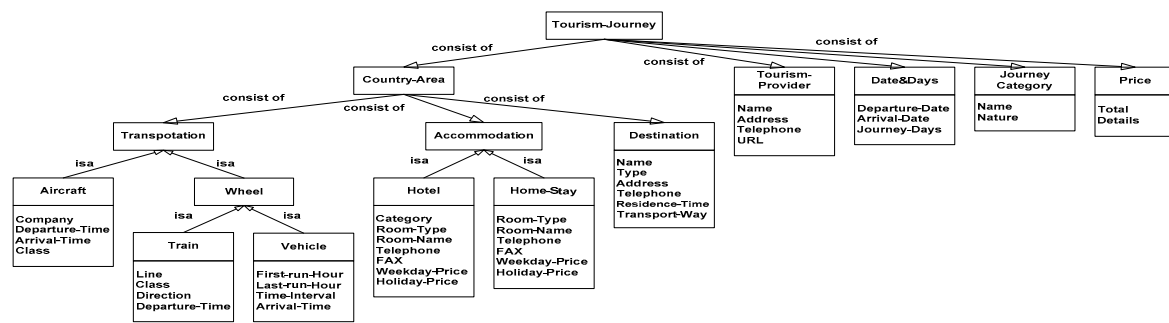 Tourism-Journey
consist of
consist of
consist of
Country-Area
Tourism-
Provider
Name
Address
Telephone
URL
Date&Days
Departure-Date
Arrival-Date
Journey-Days
Journey
Category
Name
Nature
Price
Total
Details
consist of
consist of
consist of
Transpotation
Accommodation
Destination
Name
Type
Address
Telephone
Residence-Time
Transport-Way
isa
isa
isa
isa
Aircraft
Company
Departure-Time
Arrival-Time
Class
Wheel
Hotel
Category
Room-Type
Room-Name
Telephone
FAX
Weekday-Price
Holiday-Price
Home-Stay
Room-Type
Room-Name
Telephone
FAX
Weekday-Price
Holiday-Price
isa
isa
Train
Line
Class
Direction
Departure-Time
Vehicle
First-run-Hour
Last-run-Hour
Time-Interval
Arrival-Time